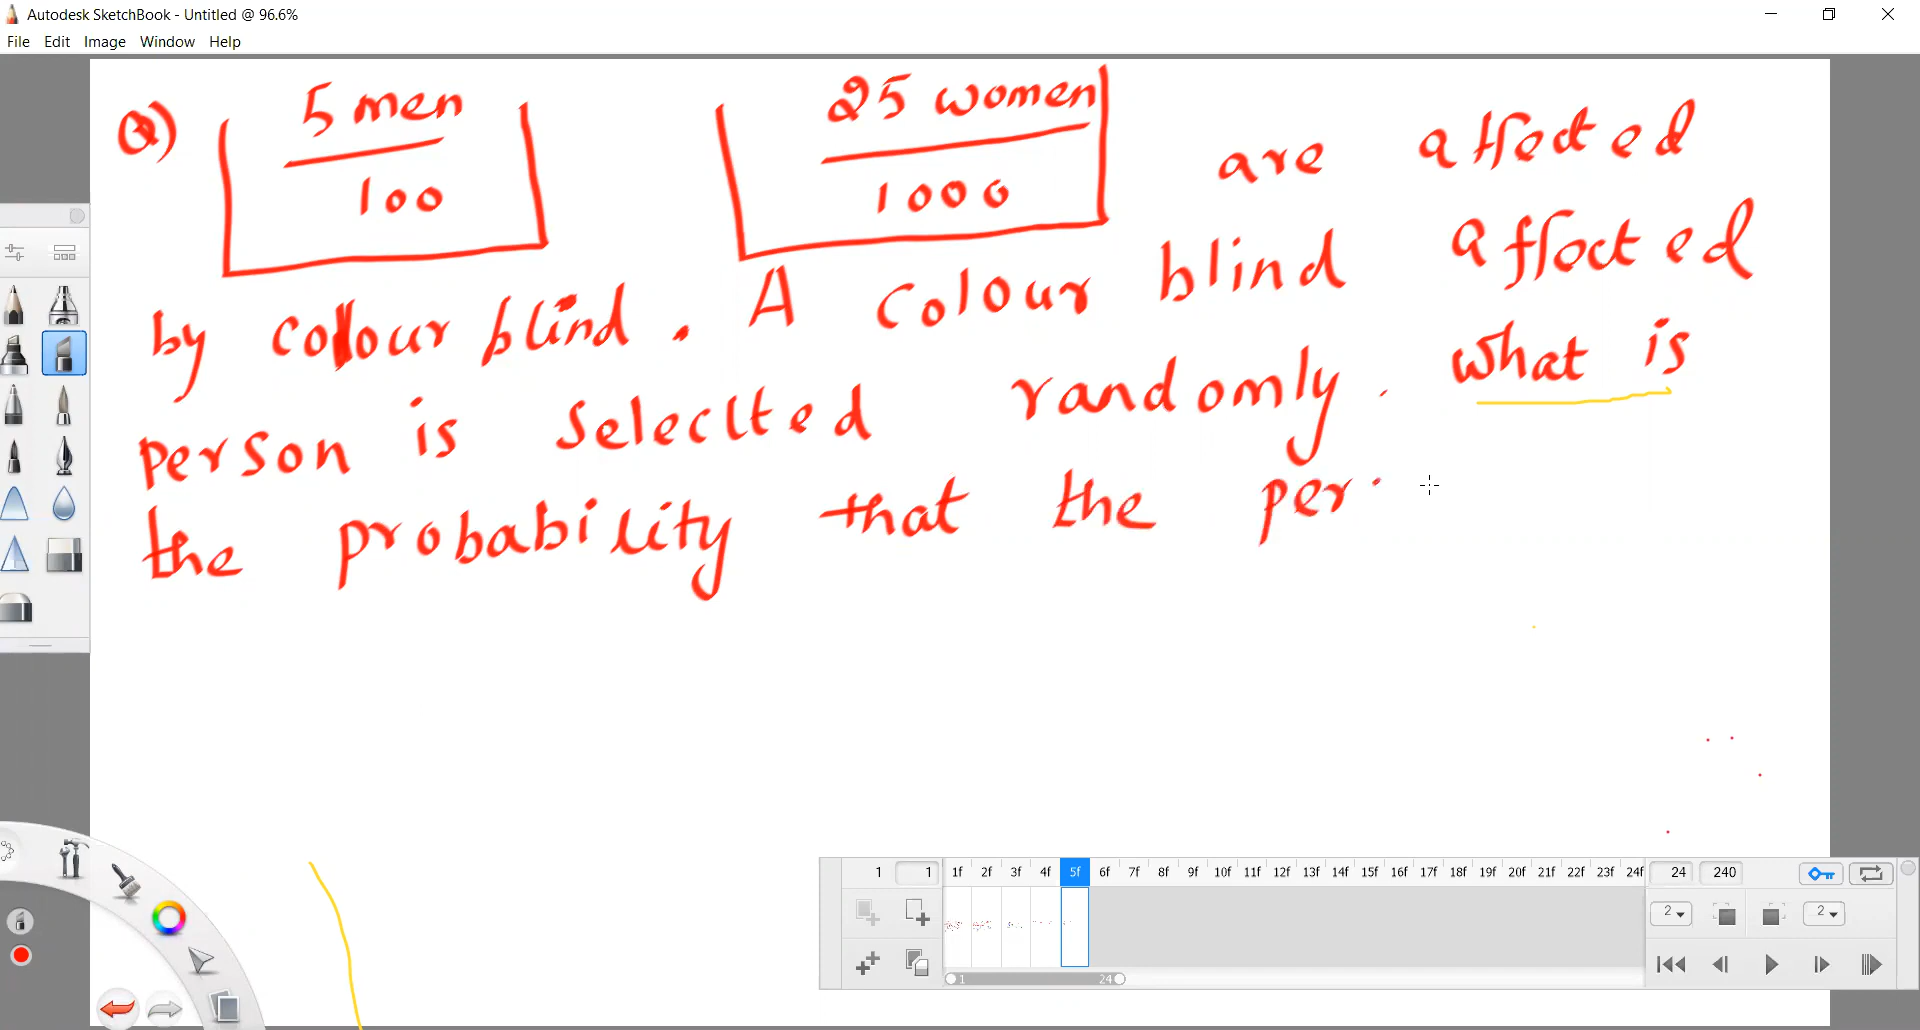 Autodesk SketchBook - Untitled @ 96.6%
File Edit Image Window Help
Q) 5 men 25 women
100 1000 are affected
by colour blind. A colour blind affected
person is seleclted randomly. what is
the probability that the per
1 1 1f 2f 3f 4f 5f 6f 7f 8f 9f 10f 11f 12f 13f 14f 15f 16f 17f 18f 19f 20f 21f 22f 23f 24f 24 240
2 2
1 24